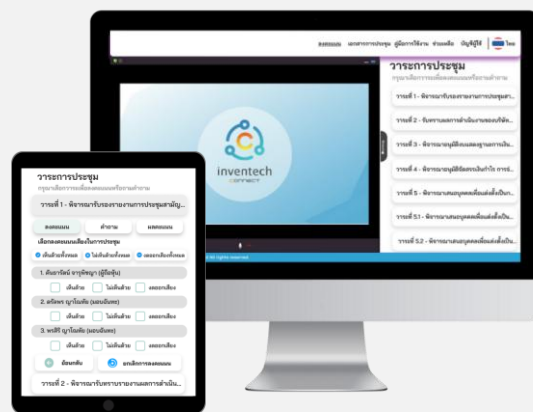 ลงคะแนน เอกสารการประชุม คู่มือการใช้งาน ช่วยเหลือ บัญชีผู้ใช้ ไทย
วาระการประชุม
กรุณาเลือกวาระเพื่อลงคะแนนหรือถามคำถาม
วาระที่ 1 - พิจารณารับรองรายงานการประชุมสา...
วาระที่ 2 - รับทราบผลการดำเนินงานของบริษัท...
วาระที่ 3 - พิจารณาอนุมัติงบแสดงฐานะการเงิน...
วาระที่ 4 - พิจารณาอนุมัติจัดสรรเงินกำไร การจ่...
วาระที่ 5 - พิจารณาเสนอบุคคลเพื่อแต่งตั้งเป็นก...
วาระที่ 5.1 - พิจารณาเสนอบุคคลเพื่อแต่งตั้งเป็น...
วาระที่ 5.2 - พิจารณาเสนอบุคคลเพื่อแต่งตั้งเป็น...
inventech
CONNECT
All rights reserved.
วาระการประชุม
กรุณาเลือกวาระเพื่อลงคะแนนหรือถามคำถาม
วาระที่ 1 - พิจารณารับรองรายงานการประชุมสามัญ...
ลงคะแนน คำถาม ผลคะแนน
เลือกลงคะแนนเสียงในการประชุม
เห็นด้วยทั้งหมด ไม่เห็นด้วยทั้งหมด งดออกเสียงทั้งหมด
1. คันธารัตน์ จารุพิชญา (ผู้ถือหุ้น)
เห็นด้วย ไม่เห็นด้วย งดออกเสียง
2. ตรัยพร ญาโณทัย (มอบฉันทะ)
เห็นด้วย ไม่เห็นด้วย งดออกเสียง
3. พรสิริ ญาโณทัย (มอบฉันทะ)
เห็นด้วย ไม่เห็นด้วย งดออกเสียง
ย้อนกลับ ยกเลิกการลงคะแนน
วาระที่ 2 - พิจารณารับทราบรายงานผลการดำเนิน...